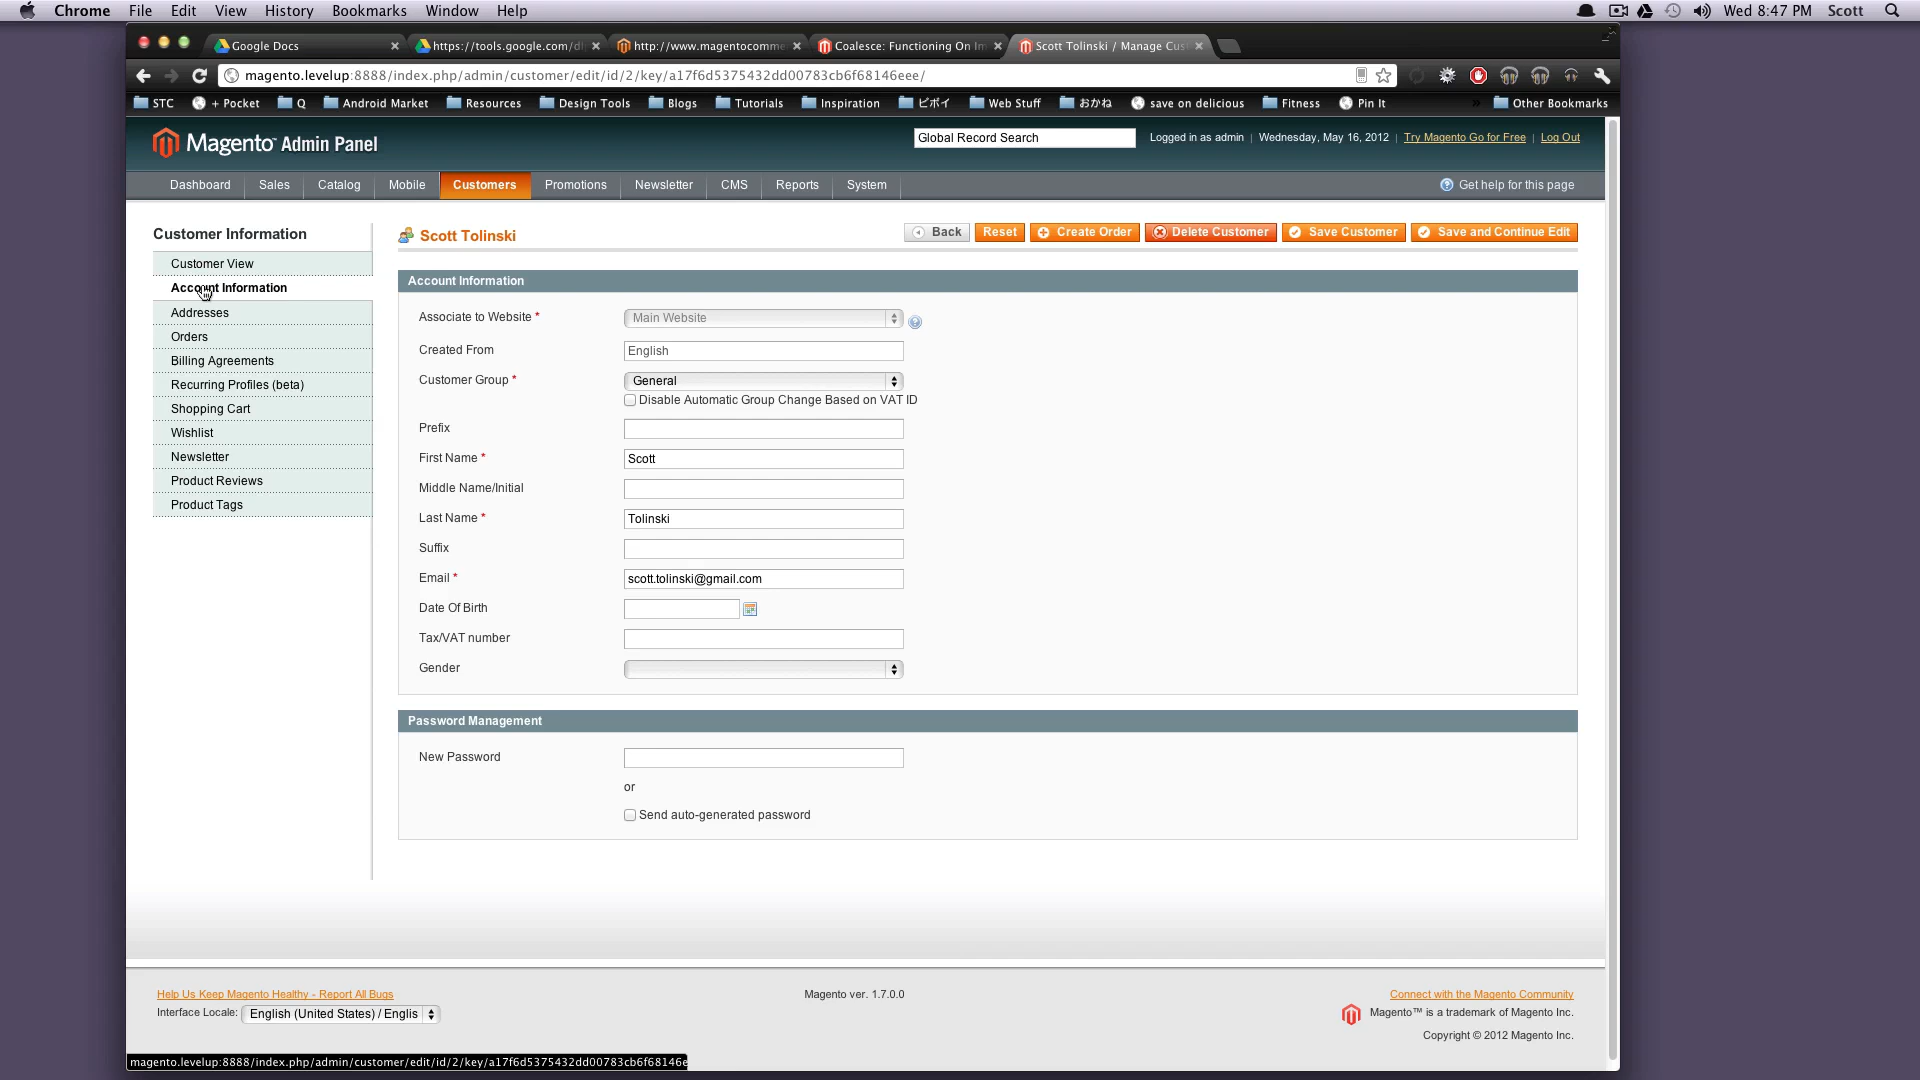 Chrome File Edit View History Bookmarks Window Help Wed 8:47 PM Scott
Google Docs https://tools.google.com/dl http://www.magentocomme Coalesce: Functioning On Im Scott Tolinski / Manage Cus
magento.levelup:8888/index.php/admin/customer/edit/id/2/key/a17f6d5375432dd00783cb6f68146eee/
STC + Pocket Q Android Market Resources Design Tools Blogs Tutorials Inspiration ビボイ Web Stuff おかね save on delicious Fitness Pin It » Other Bookmarks
Magento™ Admin Panel Global Record Search Logged in as admin | Wednesday, May 16, 2012 | Try Magento Go for Free | Log Out
Dashboard Sales Catalog Mobile Customers Promotions Newsletter CMS Reports System Get help for this page
Customer Information
Customer View
Account Information
Addresses
Orders
Billing Agreements
Recurring Profiles (beta)
Shopping Cart
Wishlist
Newsletter
Product Reviews
Product Tags
Scott Tolinski Back Reset Create Order Delete Customer Save Customer Save and Continue Edit
Account Information
Associate to Website * Main Website
Created From English
Customer Group * General
Disable Automatic Group Change Based on VAT ID
Prefix
First Name * Scott
Middle Name/Initial
Last Name * Tolinski
Suffix
Email * scott.tolinski@gmail.com
Date Of Birth
Tax/VAT number
Gender
Password Management
New Password
or
Send auto-generated password
Help Us Keep Magento Healthy - Report All Bugs Magento ver. 1.7.0.0 Connect with the Magento Community
Interface Locale: English (United States) / Englis Magento™ is a trademark of Magento Inc.
Copyright © 2012 Magento Inc.
magento.levelup:8888/index.php/admin/customer/edit/id/2/key/a17f6d5375432dd00783cb6f68146e